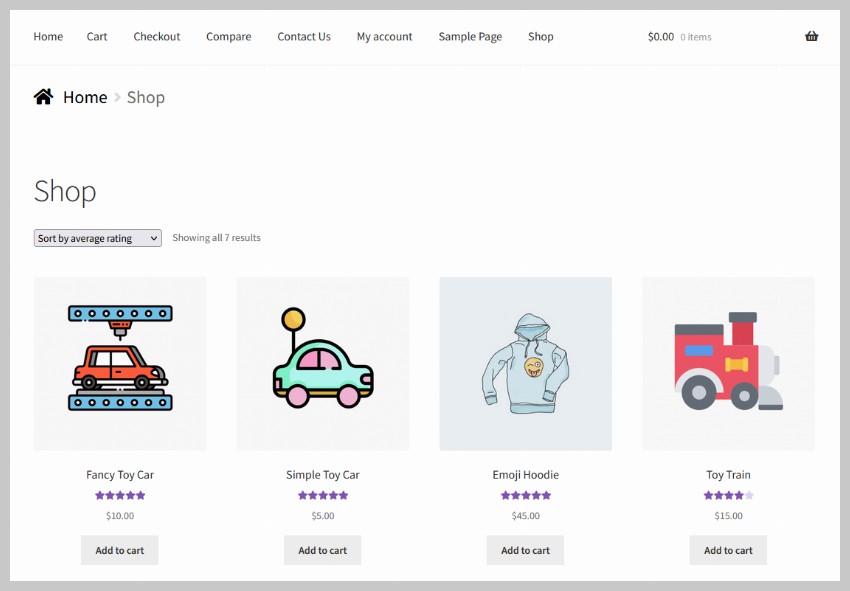 Home Cart Checkout Compare Contact Us My account Sample Page Shop $0.00 0 items
Home Shop
Shop
Sort by average rating Showing all 7 results
Fancy Toy Car Simple Toy Car Emoji Hoodie Toy Train
$10.00 $5.00 $45.00 $15.00
Add to cart Add to cart Add to cart Add to cart